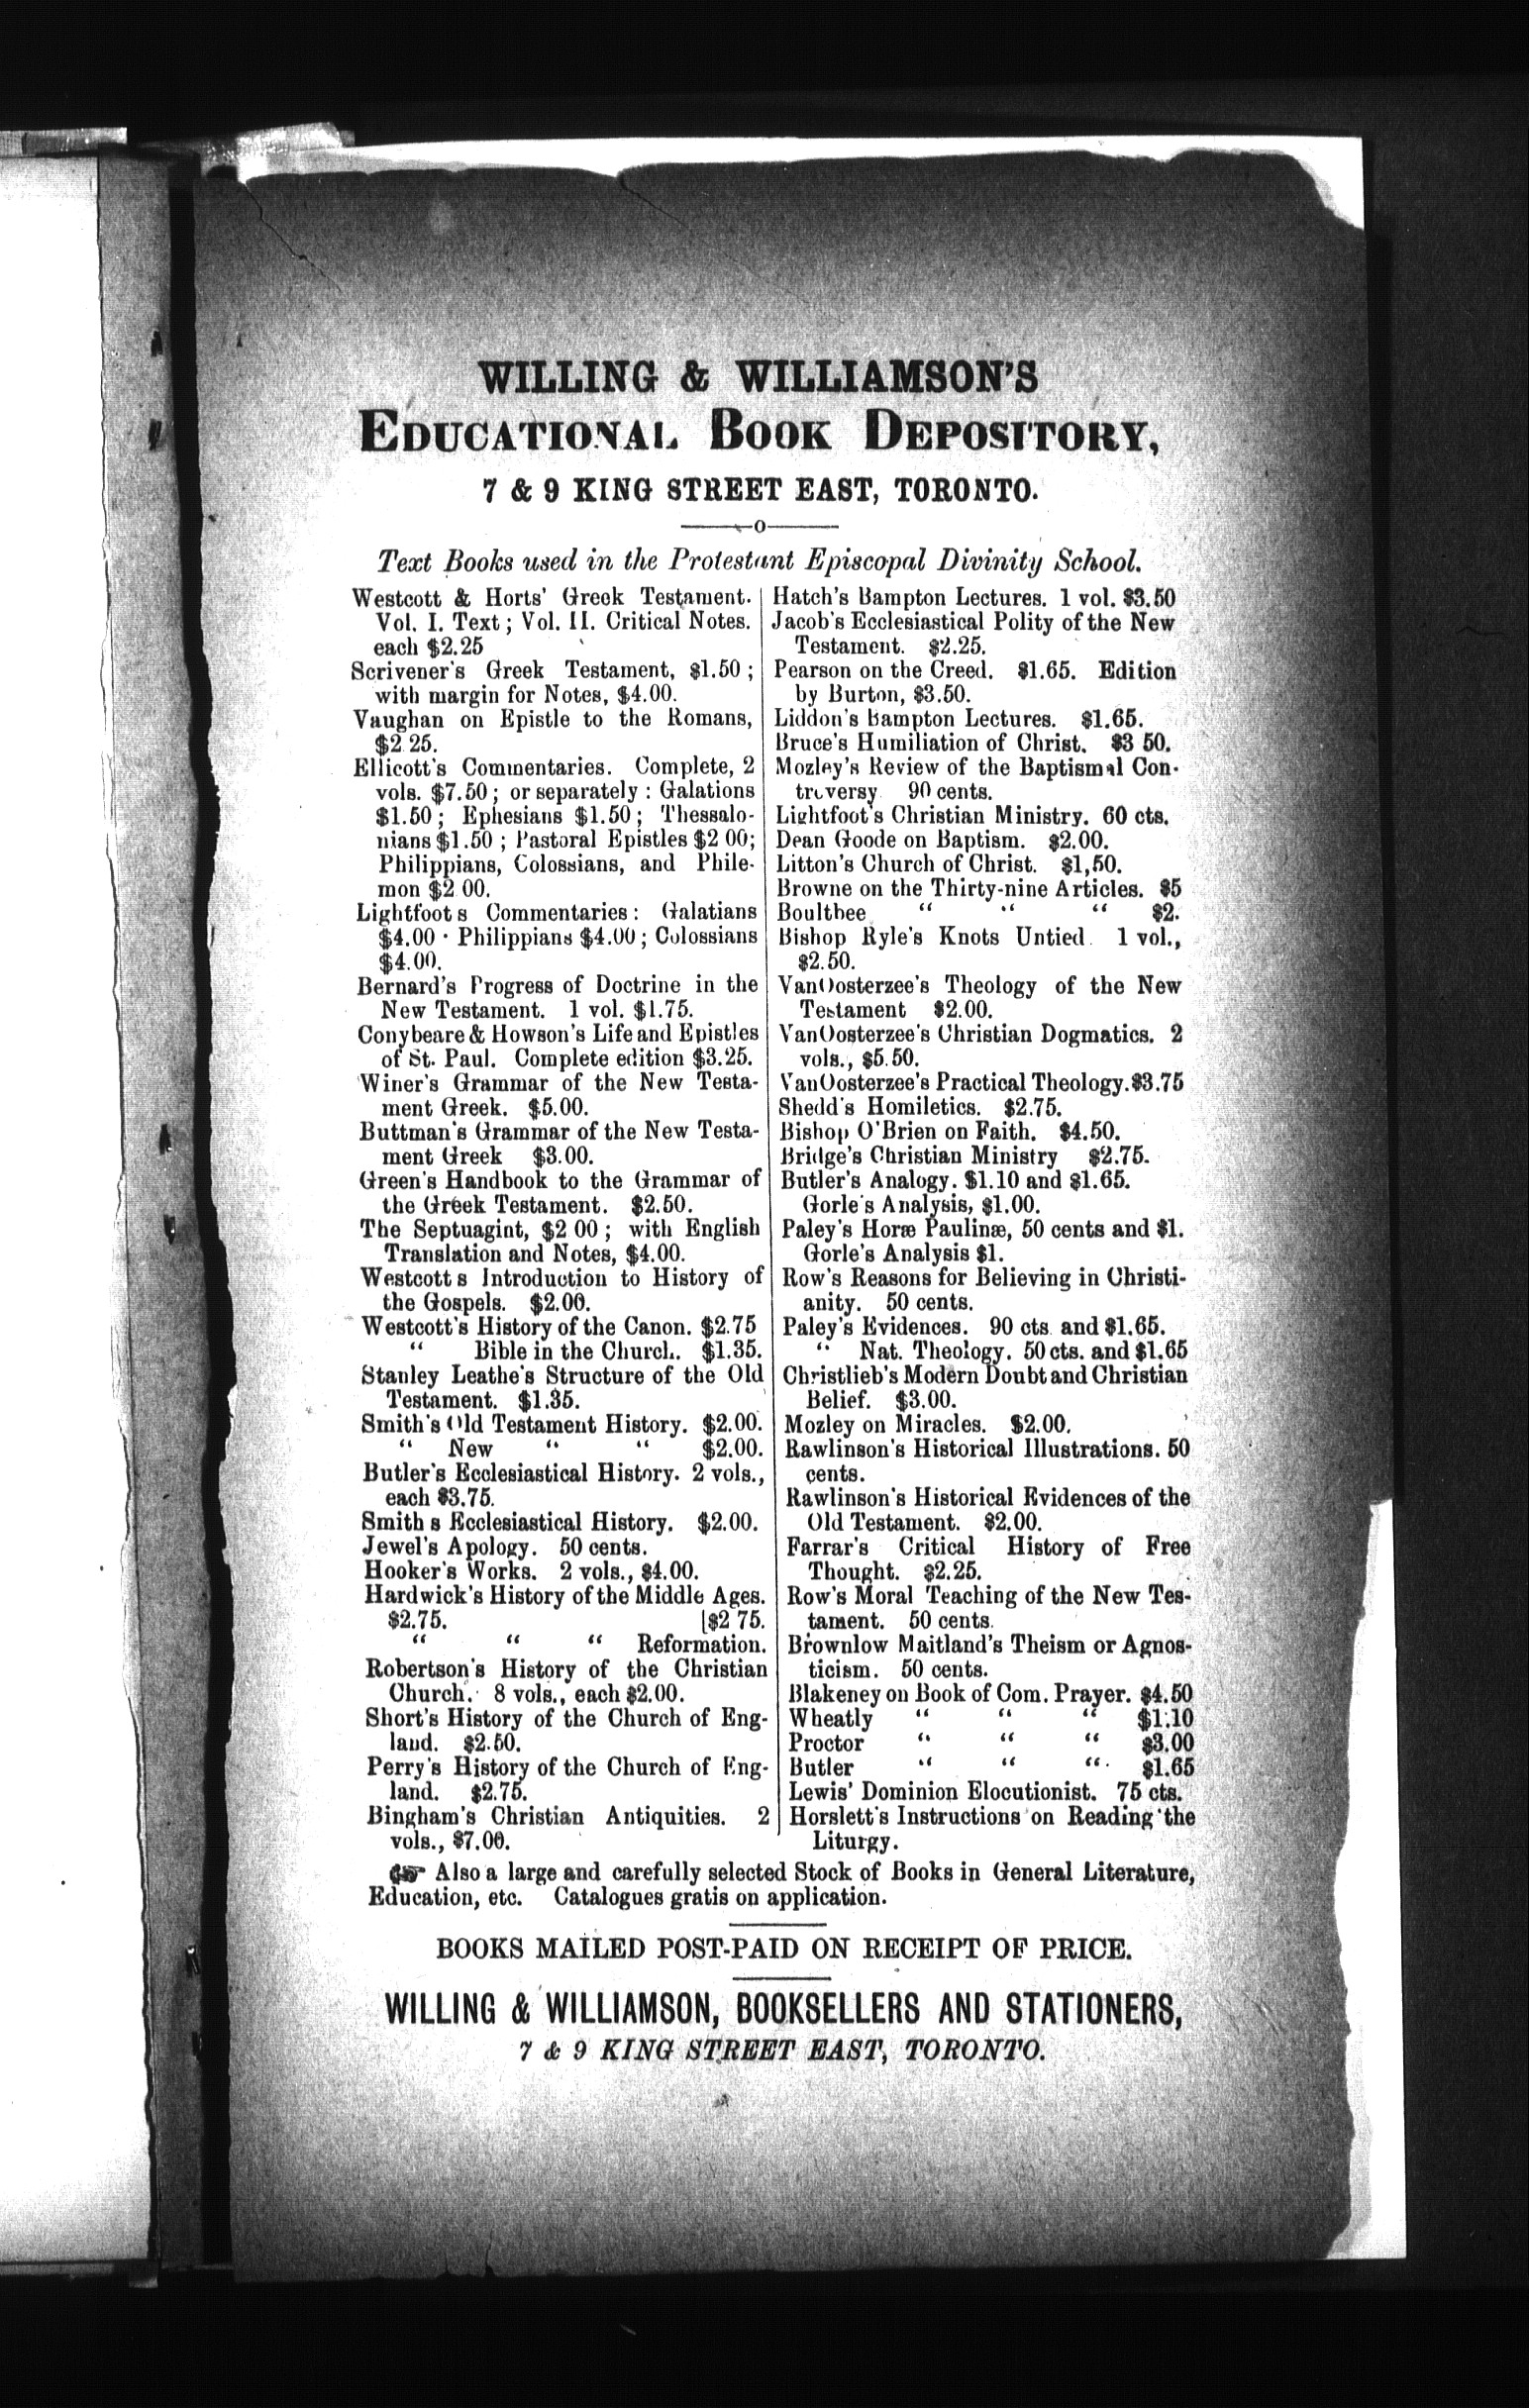 WILLING & WILLIAMSON'S
EDUCATIONAL BOOK DEPOSITORY,
7 & 9 KING STREET EAST, TORONTO.
Text Books used in the Protestant Episcopal Divinity School.
Westcott & Horts' Greek Testament.
Vol. I. Text; Vol. II. Critical Notes.
each $2.25
Scrivener's Greek Testament, $1.50;
with margin for Notes, $4.00.
Vaughan on Epistle to the Romans,
$2 25.
Ellicott's Commentaries. Complete, 2
vols. $7.50; or separately: Galations
$1.50; Ephesians $1.50; Thessalo-
nians $1.50; Pastoral Epistles $2 00;
Philippians, Colossians, and Phile-
mon $2 00.
Lightfoot s Commentaries: Galatians
$4.00 · Philippians $4.00; Colossians
$4.00.
Bernard's Progress of Doctrine in the
New Testament. 1 vol. $1.75.
Conybeare & Howson's Life and Epistles
of St. Paul. Complete edition $3.25.
Winer's Grammar of the New Testa-
ment Greek. $5.00.
Buttman's Grammar of the New Testa-
ment Greek $3.00.
Green's Handbook to the Grammar of
the Greek Testament. $2.50.
The Septuagint, $2 00; with English
Translation and Notes, $4.00.
Westcott s Introduction to History of
the Gospels. $2.00.
Westcott's History of the Canon. $2.75
" Bible in the Church. $1.35.
Stanley Leathe's Structure of the Old
Testament. $1.35.
Smith's Old Testament History. $2.00.
" New " " $2.00.
Butler's Ecclesiastical History. 2 vols.,
each $3.75.
Smith s Ecclesiastical History. $2.00.
Jewel's Apology. 50 cents.
Hooker's Works. 2 vols., $4.00.
Hardwick's History of the Middle Ages.
$2.75. [$2 75.
" " " Reformation.
Robertson's History of the Christian
Church. 8 vols., each $2.00.
Short's History of the Church of Eng-
land. $2.50.
Perry's History of the Church of Eng-
land. $2.75.
Bingham's Christian Antiquities. 2
vols., $7.00.
Hatch's Bampton Lectures. 1 vol. $3.50
Jacob's Ecclesiastical Polity of the New
Testament. $2.25.
Pearson on the Creed. $1.65. Edition
by Burton, $3.50.
Liddon's Bampton Lectures. $1.65.
Bruce's Humiliation of Christ. $3 50.
Mozley's Review of the Baptismal Con-
troversy 90 cents.
Lightfoot's Christian Ministry. 60 cts.
Dean Goode on Baptism. $2.00.
Litton's Church of Christ. $1,50.
Browne on the Thirty-nine Articles. $5
Boultbee " " " $2.
Bishop Ryle's Knots Untied 1 vol.,
$2.50.
VanOosterzee's Theology of the New
Testament $2.00.
VanOosterzee's Christian Dogmatics. 2
vols., $5.50.
VanOosterzee's Practical Theology. $3.75
Shedd's Homiletics. $2.75.
Bishop O'Brien on Faith. $4.50.
Bridge's Christian Ministry $2.75.
Butler's Analogy. $1.10 and $1.65.
Gorle's Analysis, $1.00.
Paley's Horæ Paulinæ, 50 cents and $1.
Gorle's Analysis $1.
Row's Reasons for Believing in Christi-
anity. 50 cents.
Paley's Evidences. 90 cts and $1.65.
" Nat. Theology. 50 cts. and $1.65
Christlieb's Modern Doubt and Christian
Belief. $3.00.
Mozley on Miracles. $2.00.
Rawlinson's Historical Illustrations. 50
cents.
Rawlinson's Historical Evidences of the
Old Testament. $2.00.
Farrar's Critical History of Free
Thought. $2.25.
Row's Moral Teaching of the New Tes-
tament. 50 cents.
Brownlow Maitland's Theism or Agnos-
ticism. 50 cents.
Blakeney on Book of Com. Prayer. $4.50
Wheatly " " " $1.10
Proctor " " " $3.00
Butler " " " $1.65
Lewis' Dominion Elocutionist. 75 cts.
Horslett's Instructions on Reading the
Liturgy.
☞ Also a large and carefully selected Stock of Books in General Literature,
Education, etc. Catalogues gratis on application.
BOOKS MAILED POST-PAID ON RECEIPT OF PRICE.
WILLING & WILLIAMSON, BOOKSELLERS AND STATIONERS,
7 & 9 KING STREET EAST, TORONTO.